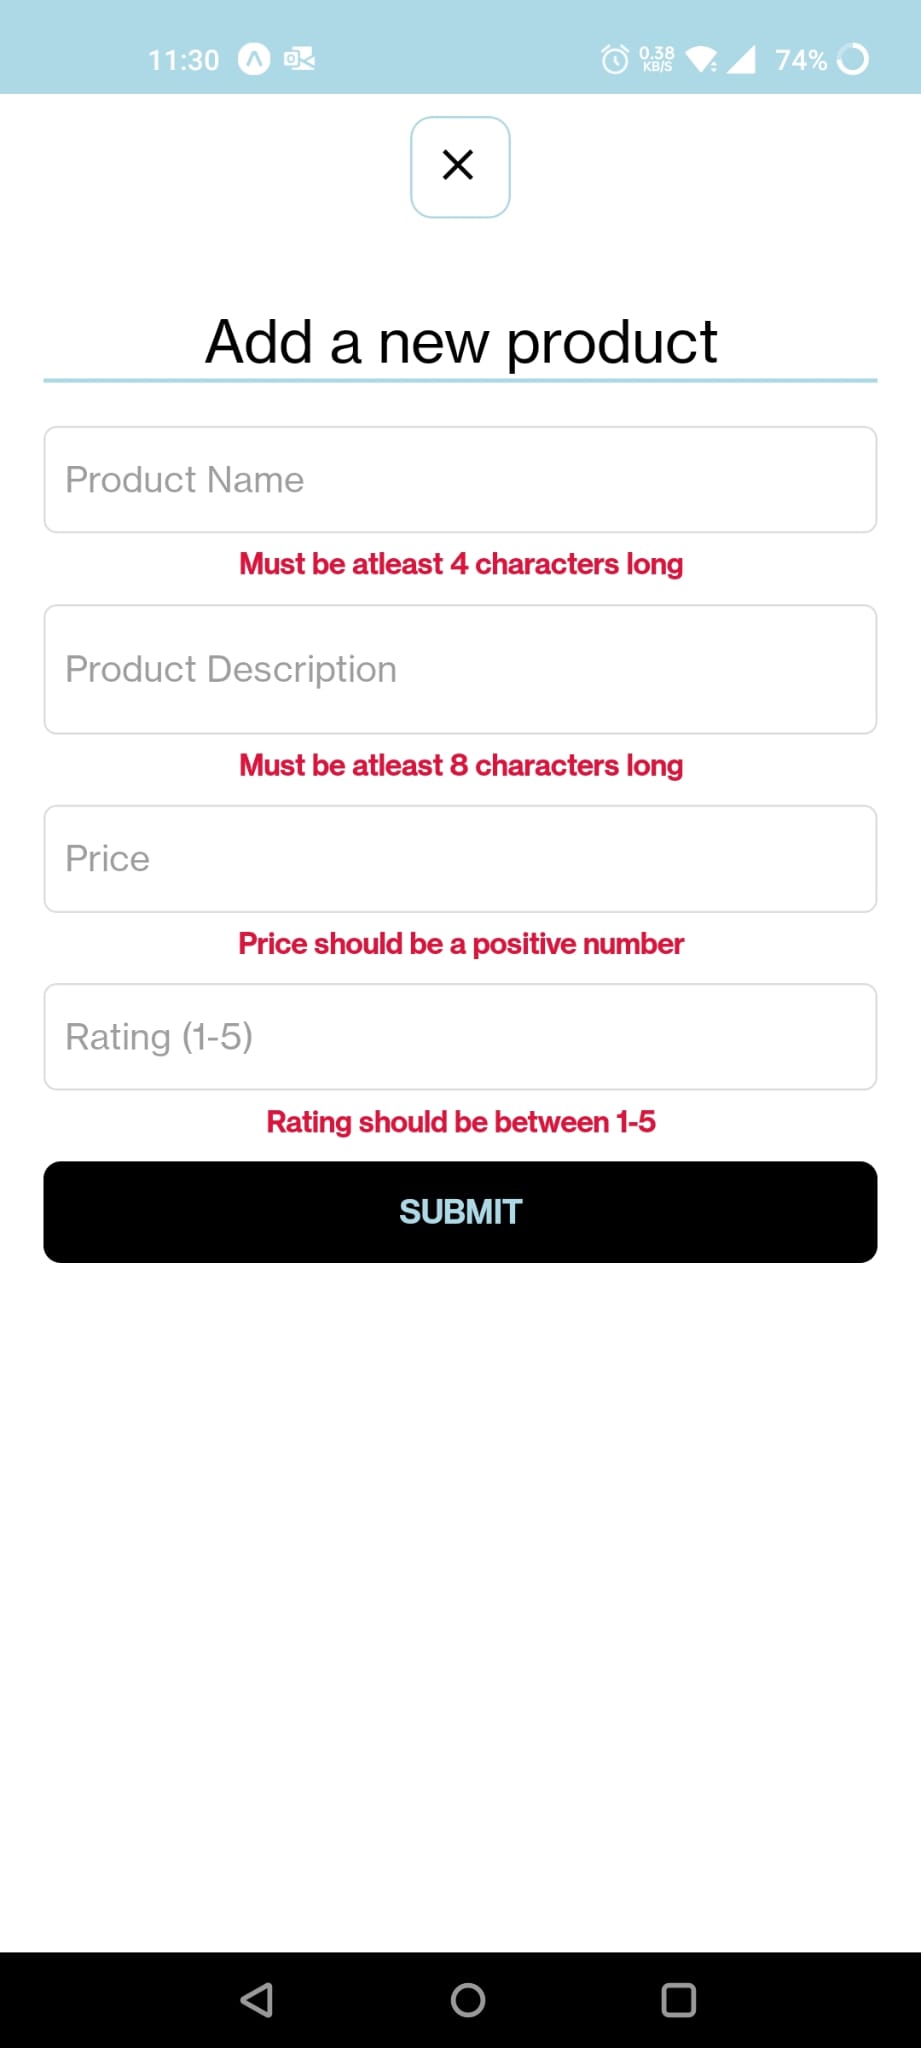 11:30 0.38 KB/S 74%
Add a new product
Product Name
Must be atleast 4 characters long
Product Description
Must be atleast 8 characters long
Price
Price should be a positive number
Rating (1-5)
Rating should be between 1-5
SUBMIT